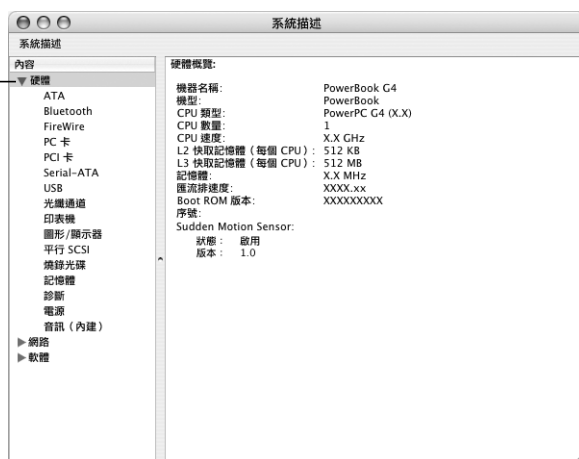 系統描述
系統描述
內容
硬體
ATA
Bluetooth
FireWire
PC 卡
PCI 卡
Serial-ATA
USB
光纖通道
印表機
圖形/顯示器
平行 SCSI
燒錄光碟
記憶體
診斷
電源
音訊（內建）
網路
軟體
硬體概覽:
機器名稱: PowerBook G4
機型: PowerBook
CPU 類型: PowerPC G4 (X.X)
CPU 數量: 1
CPU 速度: X.X GHz
L2 快取記憶體（每個 CPU）: 512 KB
L3 快取記憶體（每個 CPU）: 512 MB
記憶體: X.X MHz
匯流排速度: XXXX.xx
Boot ROM 版本: XXXXXXXXX
序號:
Sudden Motion Sensor:
狀態： 啟用
版本： 1.0